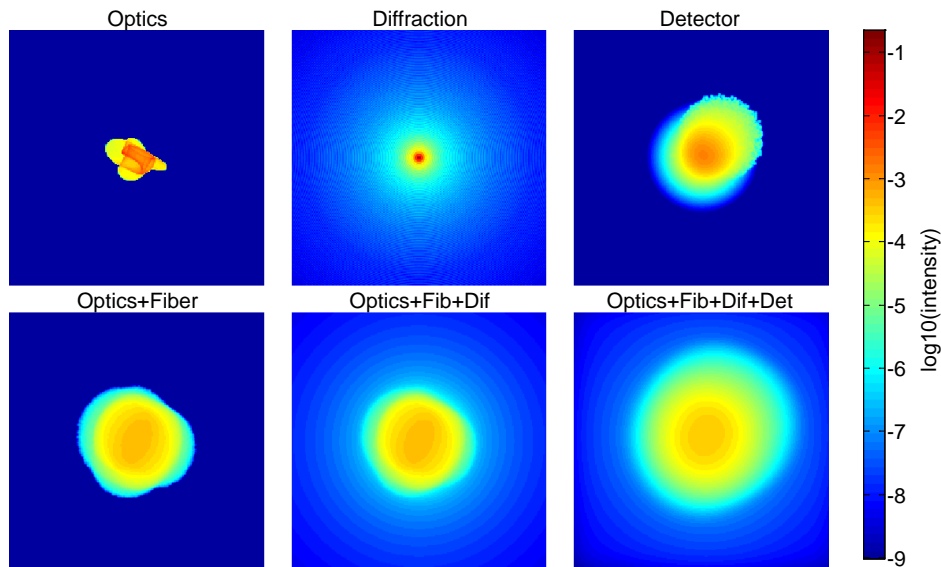 Optics
Diffraction
Detector
Optics+Fiber
Optics+Fib+Dif
Optics+Fib+Dif+Det
-1
-2
-3
-4
-5
-6
-7
-8
-9
log10(intensity)